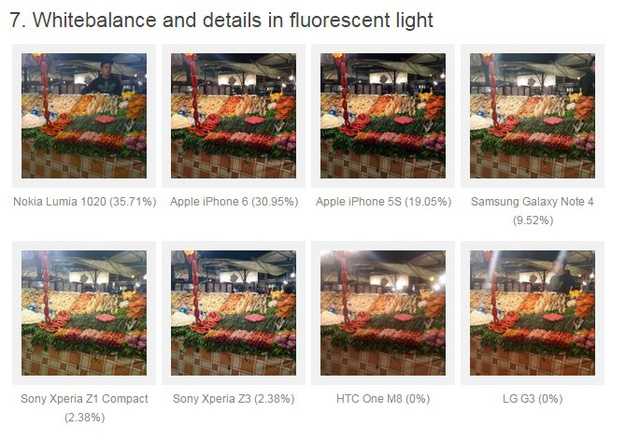 7. Whitebalance and details in fluorescent light
Nokia Lumia 1020 (35.71%)
Apple iPhone 6 (30.95%)
Apple iPhone 5S (19.05%)
Samsung Galaxy Note 4
(9.52%)
Sony Xperia Z1 Compact
(2.38%)
Sony Xperia Z3 (2.38%)
HTC One M8 (0%)
LG G3 (0%)